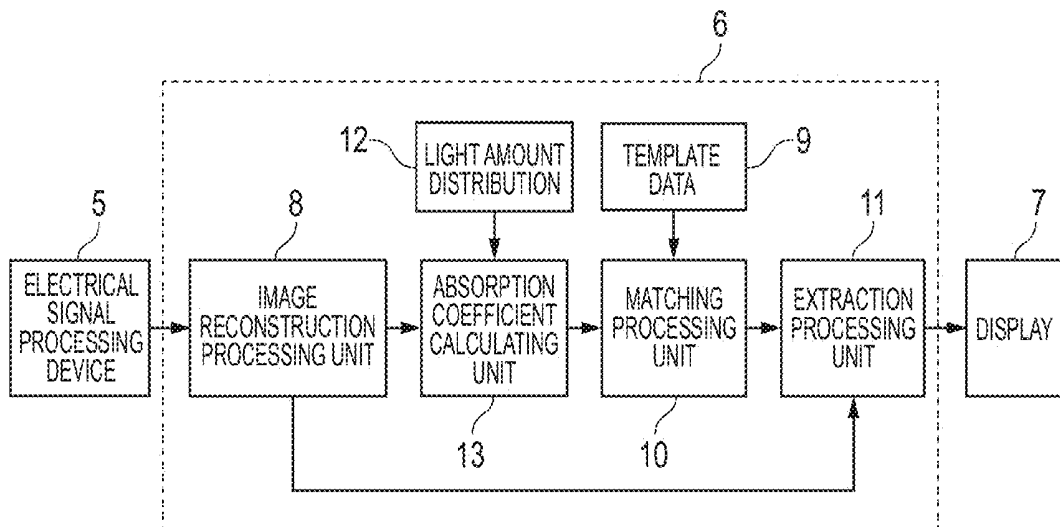 6
12
LIGHT AMOUNT
DISTRIBUTION
TEMPLATE
DATA
9
5
8
11
7
ELECTRICAL
SIGNAL
PROCESSING
DEVICE
IMAGE
RECONSTRUCTION
PROCESSING UNIT
ABSORPTION
COEFFICIENT
CALCULATING
UNIT
MATCHING
PROCESSING
UNIT
EXTRACTION
PROCESSING
UNIT
DISPLAY
13
10